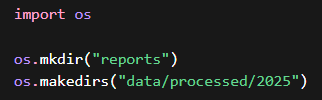 import os
os.mkdir("reports")
os.makedirs("data/processed/2025")